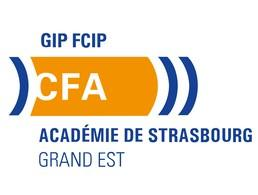 GIP FCIP
CFA
ACADÉMIE DE STRASBOURG
GRAND EST